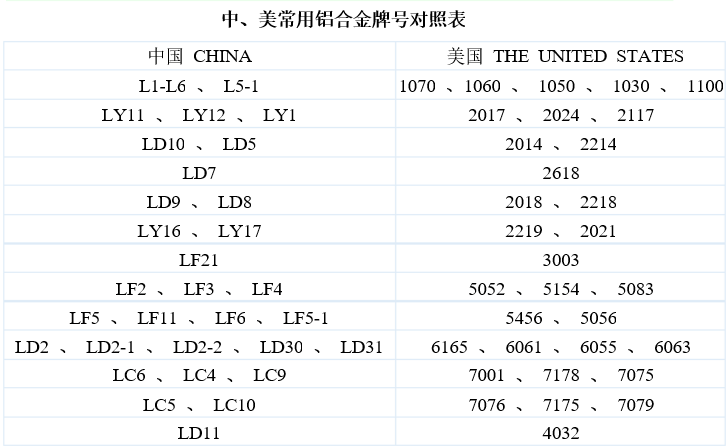 中、美常用铝合金牌号对照表
中国 CHINA 美国 THE UNITED STATES
L1-L6 、 L5-1 1070 、1060 、 1050 、 1030 、 1100
LY11 、 LY12 、 LY1 2017 、 2024 、 2117
LD10 、 LD5 2014 、 2214
LD7 2618
LD9 、 LD8 2018 、 2218
LY16 、 LY17 2219 、 2021
LF21 3003
LF2 、 LF3 、 LF4 5052 、 5154 、 5083
LF5 、 LF11 、 LF6 、 LF5-1 5456 、 5056
LD2 、 LD2-1 、 LD2-2 、 LD30 、 LD31 6165 、 6061 、 6055 、 6063
LC6 、 LC4 、 LC9 7001 、 7178 、 7075
LC5 、 LC10 7076 、 7175 、 7079
LD11 4032